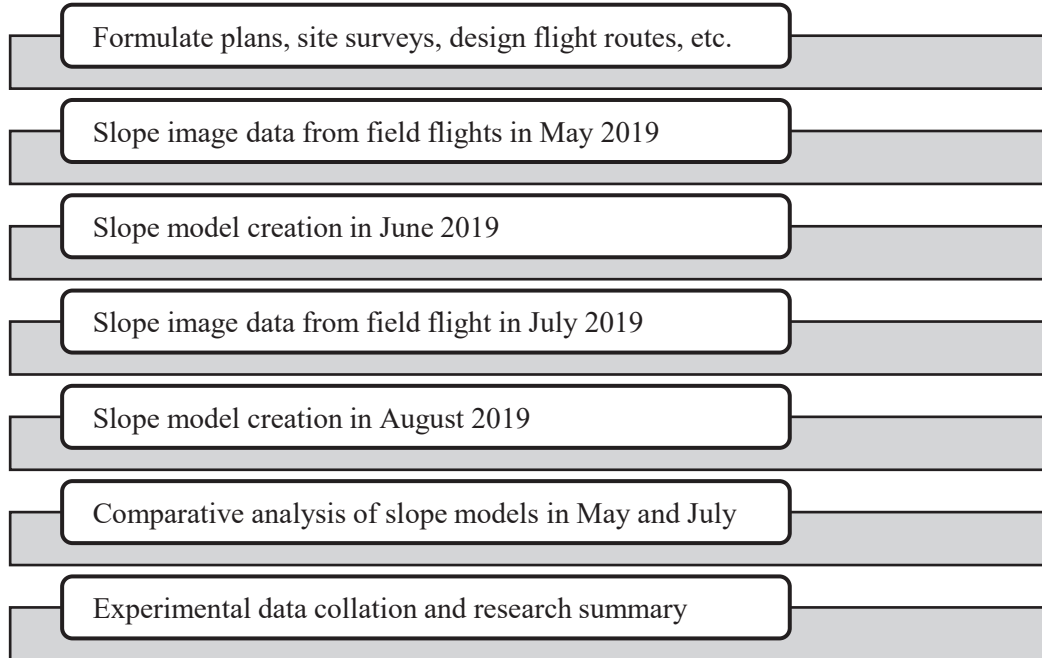 Formulate plans, site surveys, design flight routes, etc.
Slope image data from field flights in May 2019
Slope model creation in June 2019
Slope image data from field flight in July 2019
Slope model creation in August 2019
Comparative analysis of slope models in May and July
Experimental data collation and research summary